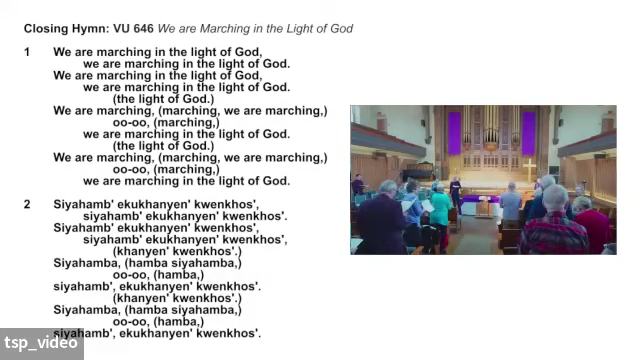 Closing Hymn: VU 646 We are Marching in the Light of God
1 We are marching in the light of God,
we are marching in the light of God.
We are marching in the light of God,
we are marching in the light of God.
(the light of God.)
We are marching, (marching, we are marching,)
oo-oo, (marching,)
we are marching in the light of God.
(the light of God.)
We are marching, (marching, we are marching,)
oo-oo, (marching,)
we are marching in the light of God.
2 Siyahamb' ekukhanyen' kwenkhos',
siyahamb' ekukhanyen' kwenkhos'.
Siyahamb' ekukhanyen' kwenkhos',
siyahamb' ekukhanyen' kwenkhos',
(khanyen' kwenkhos'.)
Siyahamba, (hamba siyahamba,)
oo-oo, (hamba,)
siyahamb', ekukhanyen' kwenkhos'.
(khanyen' kwenkhos'.)
Siyahamba, (hamba siyahamba,)
oo-oo, (hamba,)
siyahamb', ekukhanyen' kwenkhos'.
tsp_video